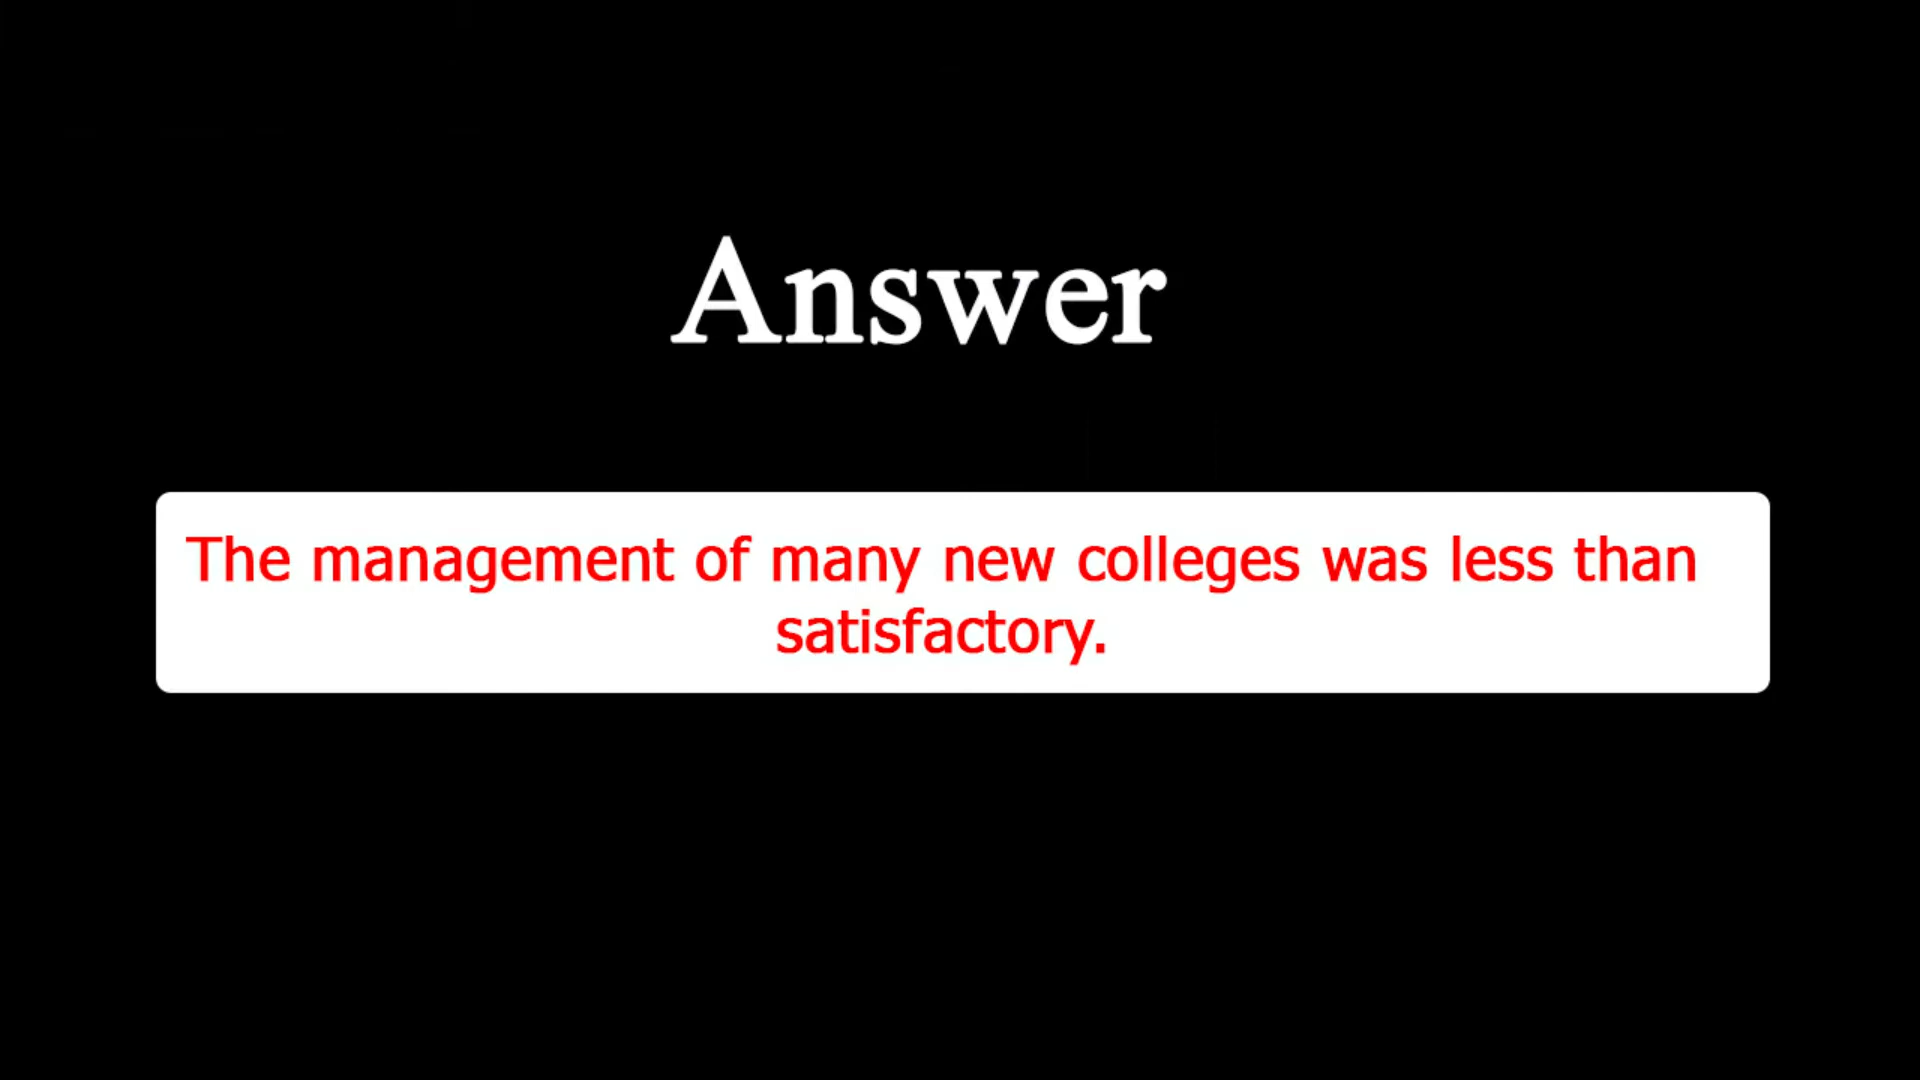 Answer
The management of many new colleges was less than
satisfactory.